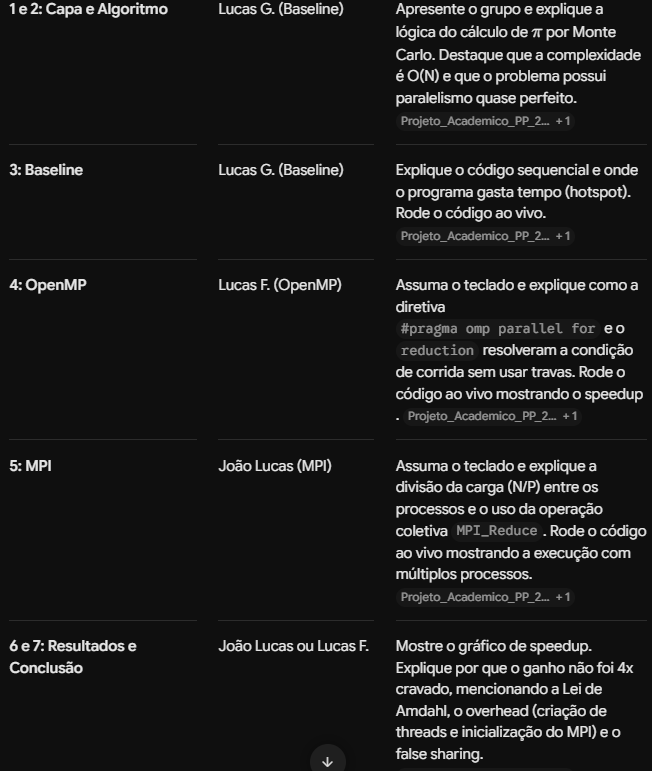 1 e 2: Capa e Algoritmo
Lucas G. (Baseline)
Apresente o grupo e explique a
lógica do cálculo de π por Monte
Carlo. Destaque que a complexidade
é O(N) e que o problema possui
paralelismo quase perfeito.
Projeto_Academico_PP_2... + 1
3: Baseline
Lucas G. (Baseline)
Explique o código sequencial e onde
o programa gasta tempo (hotspot).
Rode o código ao vivo.
Projeto_Academico_PP_2... + 1
4: OpenMP
Lucas F. (OpenMP)
Assuma o teclado e explique como a
diretiva
#pragma omp parallel for e o
reduction resolveram a condição
de corrida sem usar travas. Rode o
código ao vivo mostrando o speedup
. Projeto_Academico_PP_2... + 1
5: MPI
João Lucas (MPI)
Assuma o teclado e explique a
divisão da carga (N/P) entre os
processos e o uso da operação
coletiva MPI_Reduce . Rode o código
ao vivo mostrando a execução com
múltiplos processos.
Projeto_Academico_PP_2... + 1
6 e 7: Resultados e
Conclusão
João Lucas ou Lucas F.
Mostre o gráfico de speedup.
Explique por que o ganho não foi 4x
cravado, mencionando a Lei de
Amdahl, o overhead (criação de
threads e inicialização do MPI) e o
false sharing.